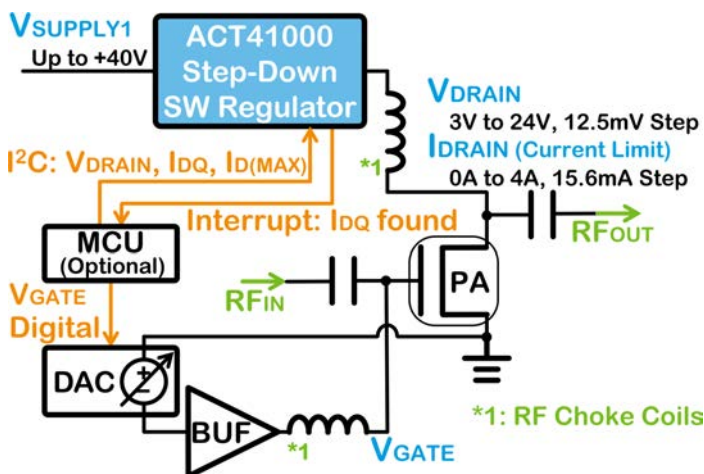 VSUPPLY1
Up to +40V
ACT41000
Step-Down
SW Regulator
VDRAIN
3V to 24V, 12.5mV Step
IDRAIN (Current Limit)
0A to 4A, 15.6mA Step
*1
I²C: VDRAIN, IDQ, ID(MAX)
Interrupt: IDQ found
MCU
(Optional)
RFOUT
RFIN
PA
VGATE
Digital
DAC
+
−
BUF
*1
VGATE
*1: RF Choke Coils